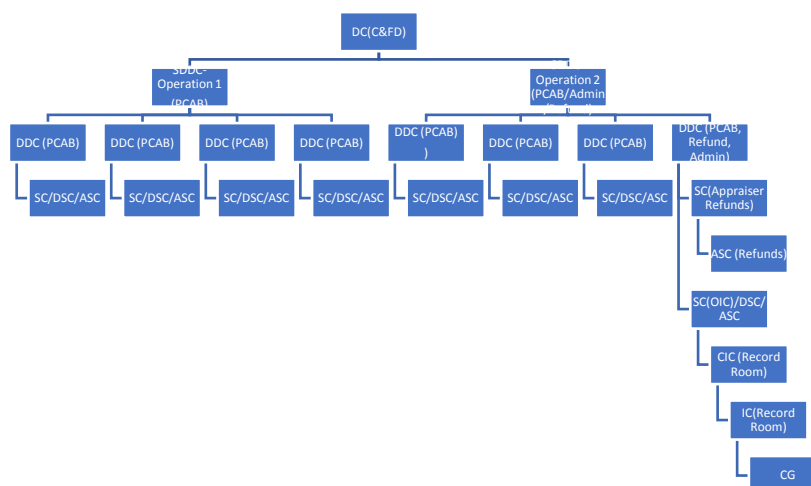 DC(C&FD)
SDDC-
Operation 1
(PCAB)
Operation 2
(PCAB/Admin
DDC (PCAB)
DDC (PCAB)
DDC (PCAB)
DDC (PCAB)
DDC (PCAB)
)
DDC (PCAB)
DDC (PCAB)
DDC (PCAB,
Refund,
Admin)
SC/DSC/ASC
SC/DSC/ASC
SC/DSC/ASC
SC/DSC/ASC
SC/DSC/ASC
SC/DSC/ASC
SC/DSC/ASC
SC(Appraiser
Refunds)
ASC (Refunds)
SC(OIC)/DSC/
ASC
CIC (Record
Room)
IC(Record
Room)
CG